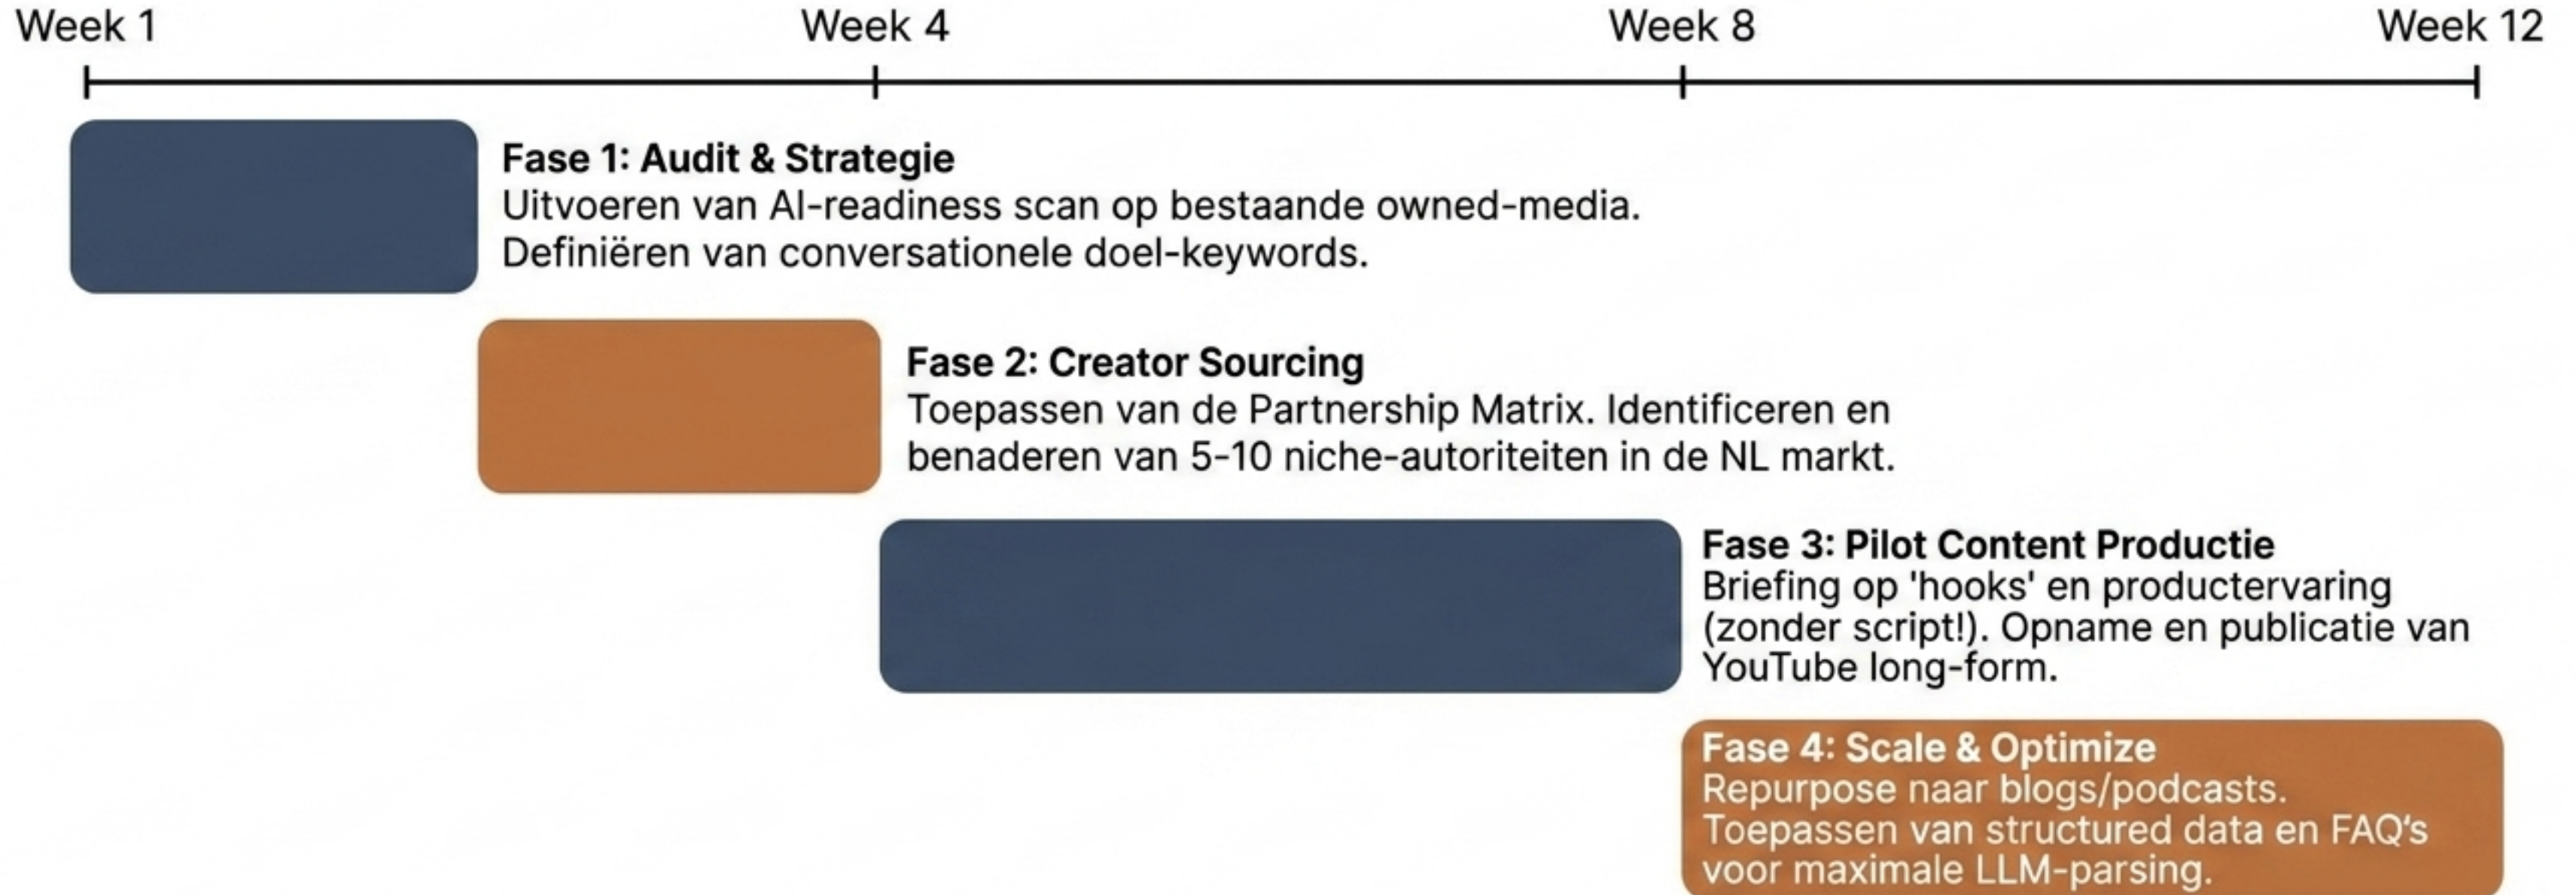 Week 1
Week 4
Week 8
Week 12
Fase 1: Audit & Strategie
Uitvoeren van AI-readiness scan op bestaande owned-media.
Definiëren van conversationele doel-keywords.
Fase 2: Creator Sourcing
Toepassen van de Partnership Matrix. Identificeren en
benaderen van 5-10 niche-autoriteiten in de NL markt.
Fase 3: Pilot Content Productie
Briefing op 'hooks' en productervaring
(zonder script!). Opname en publicatie van
YouTube long-form.
Fase 4: Scale & Optimize
Repurpose naar blogs/podcasts.
Toepassen van structured data en FAQ‘s
voor maximale LLM-parsing.